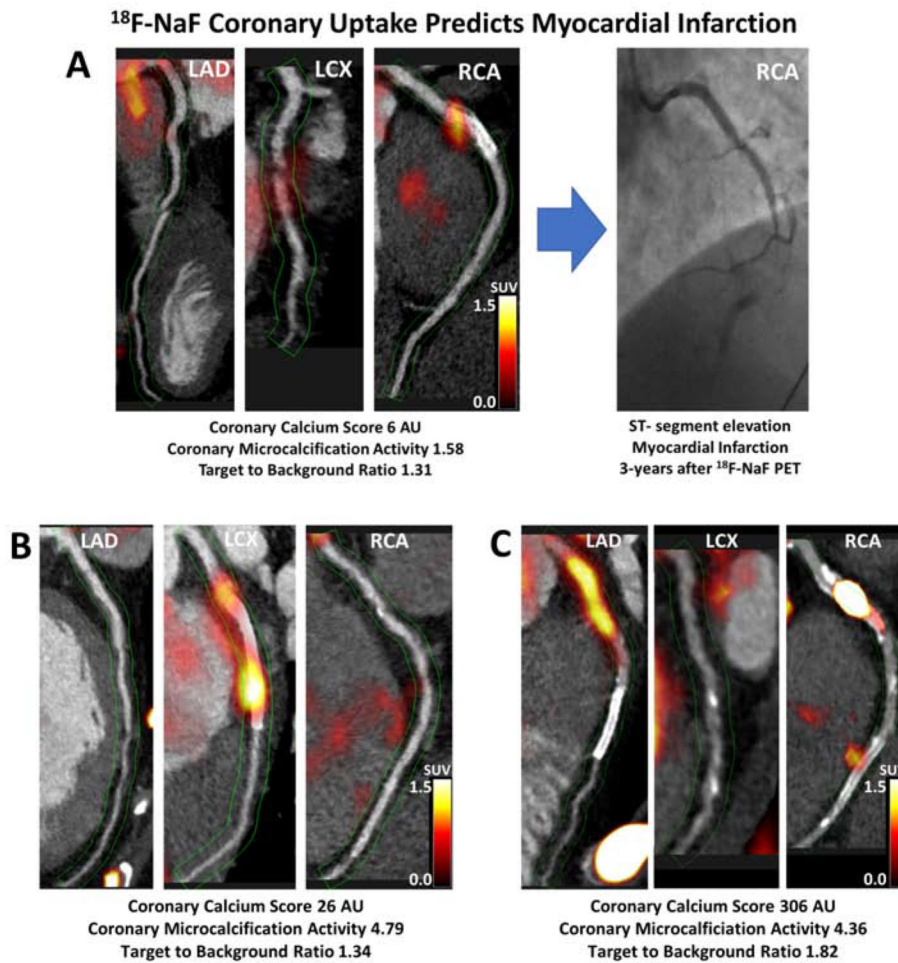 ¹⁸F-NaF Coronary Uptake Predicts Myocardial Infarction
A
LAD
LCX
RCA
RCA
SUV
1.5
0.0
Coronary Calcium Score 6 AU
Coronary Microcalcification Activity 1.58
Target to Background Ratio 1.31
ST- segment elevation
Myocardial Infarction
3-years after ¹⁸F-NaF PET
B
LAD
LCX
RCA
SUV
1.5
0.0
Coronary Calcium Score 26 AU
Coronary Microcalcification Activity 4.79
Target to Background Ratio 1.34
C
LAD
LCX
RCA
SUV
1.5
0.0
Coronary Calcium Score 306 AU
Coronary Microcalficiation Activity 4.36
Target to Background Ratio 1.82